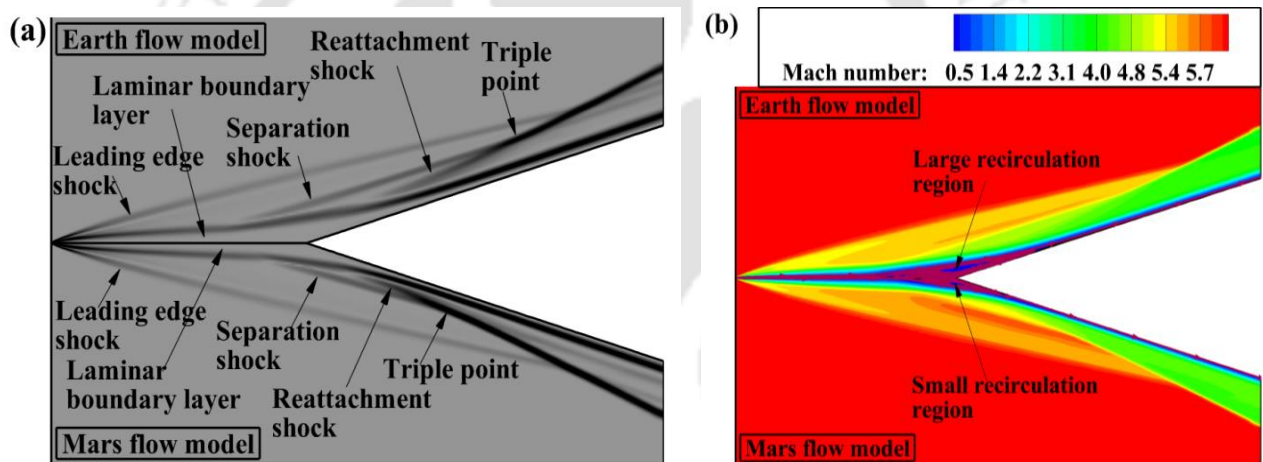 (a)
Earth flow model
Reattachment
shock
Triple
point
Laminar boundary
layer
Separation
shock
Leading edge
shock
Leading edge
shock
Separation
shock
Triple point
Laminar
boundary layer
Reattachment
shock
Mars flow model
(b)
Mach number: 0.5 1.4 2.2 3.1 4.0 4.8 5.4 5.7
Earth flow model
Large recirculation
region
Small recirculation
region
Mars flow model